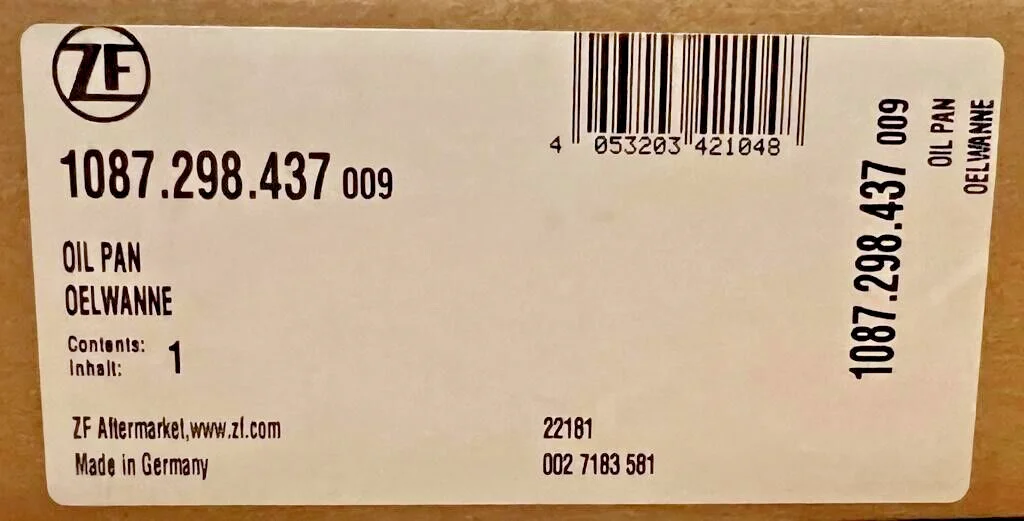 ZF
4 053203 421048
1087.298.437 009
OIL PAN
OELWANNE
Contents:
Inhalt:
1
ZF Aftermarket,www.zf.com
Made in Germany
22181
002 7183 581
1087.298.437 009
OIL PAN
OELWANNE